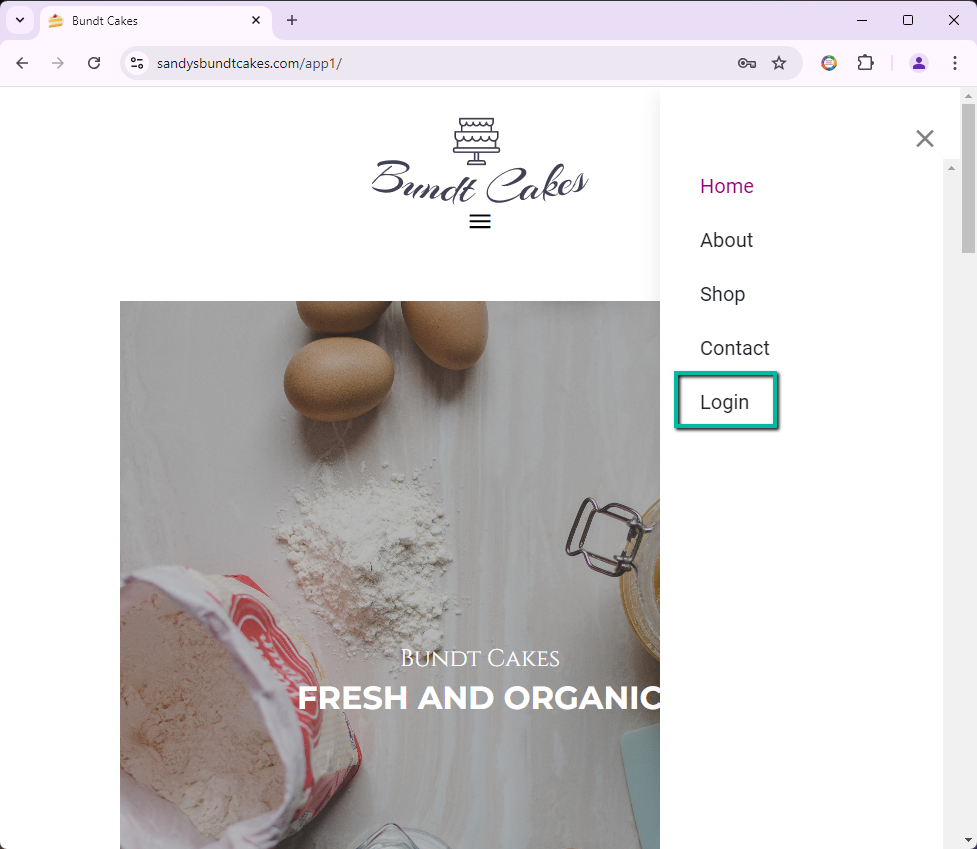 Bundt Cakes
sandysbundtcakes.com/app1/
Bundt Cakes
Home
About
Shop
Contact
Login
BUNDT CAKES
FRESH AND ORGANIC